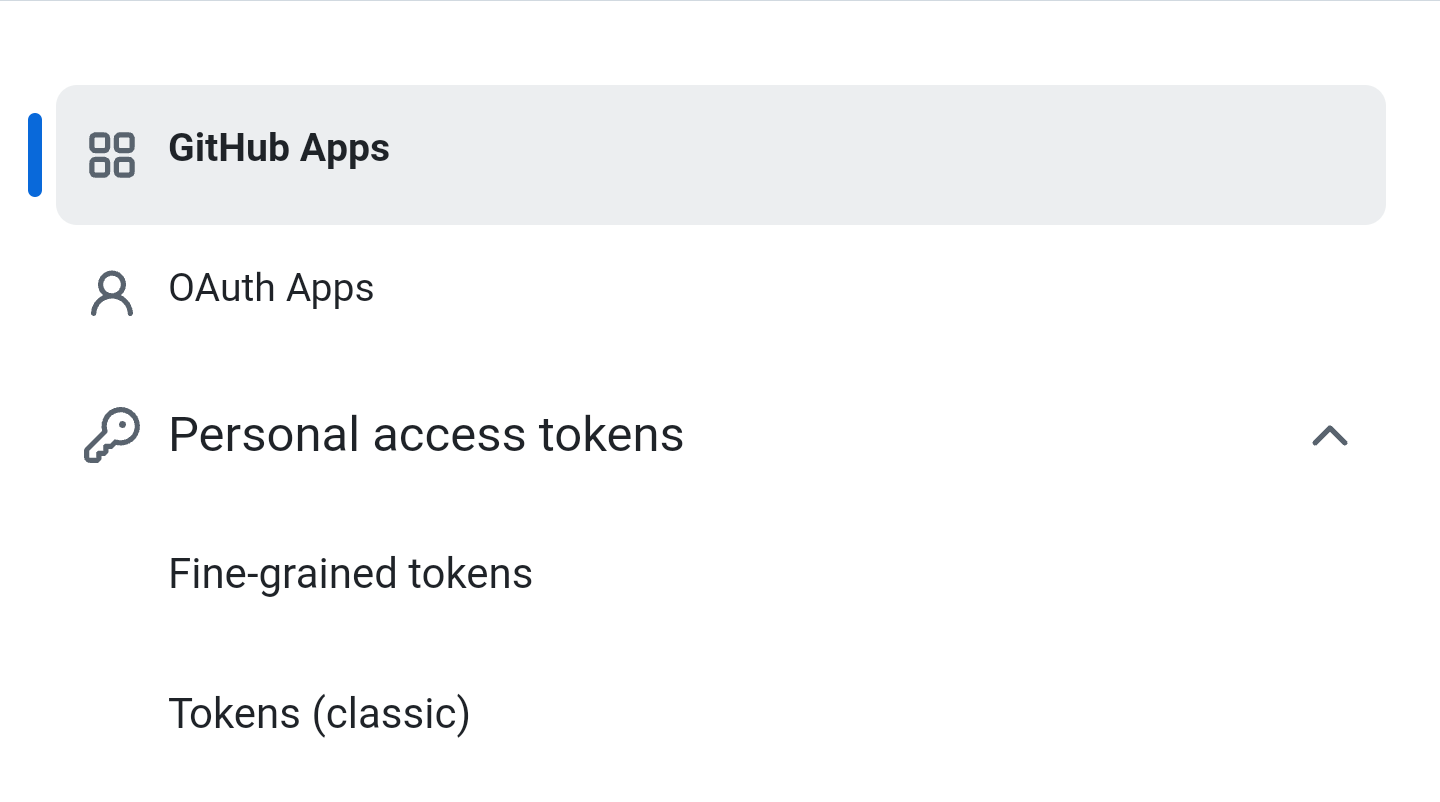 GitHub Apps
OAuth Apps
Personal access tokens
Fine-grained tokens
Tokens (classic)